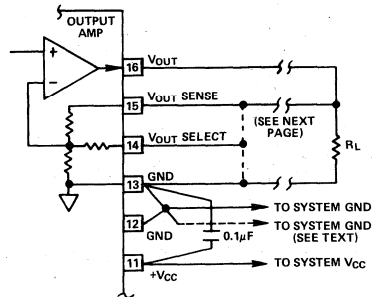 OUTPUT
AMP
+
−
16 VOUT
15 VOUT SENSE
(SEE NEXT
PAGE)
14 VOUT SELECT
RL
13 GND
TO SYSTEM GND
12 GND
0.1μF
TO SYSTEM GND
(SEE TEXT)
11 +VCC
TO SYSTEM VCC